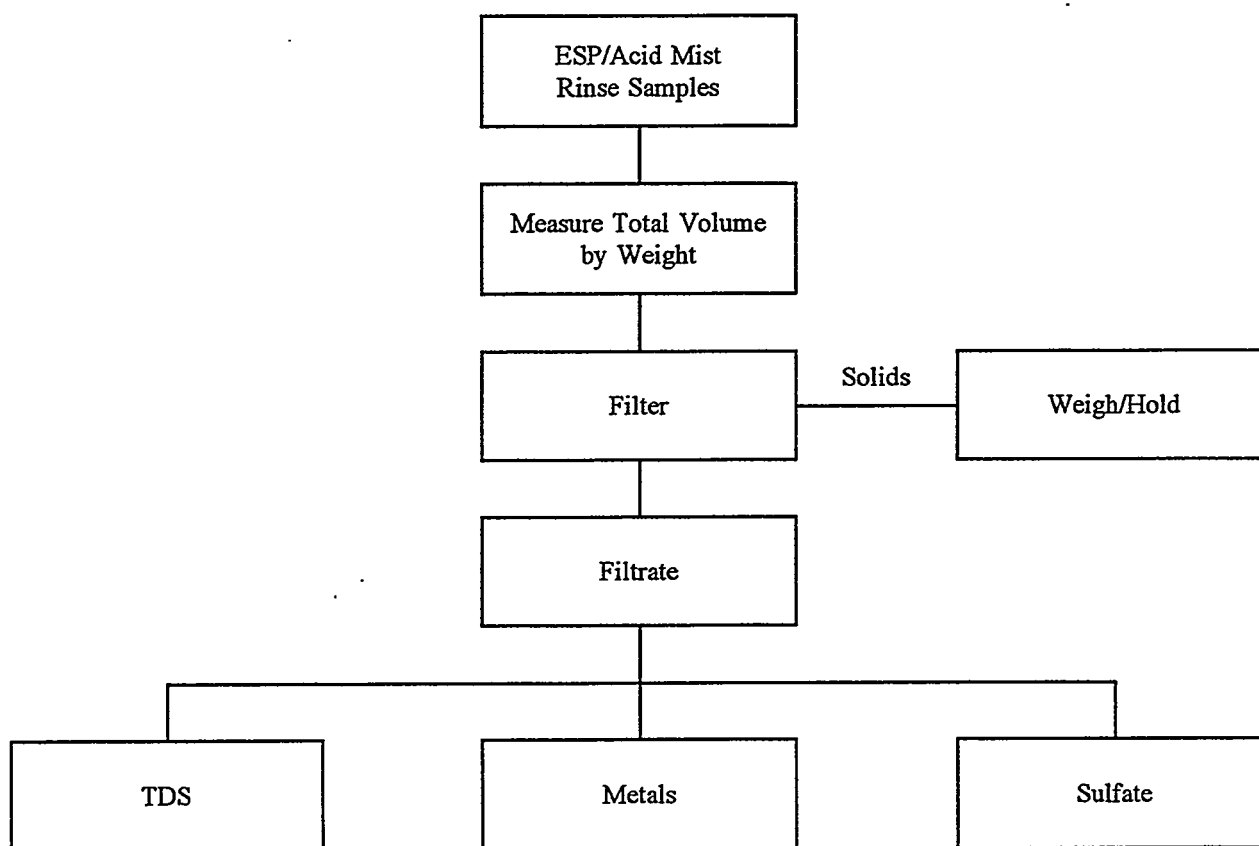 ESP/Acid Mist
Rinse Samples
Measure Total Volume
by Weight
Filter
Solids
Weigh/Hold
Filtrate
TDS
Metals
Sulfate